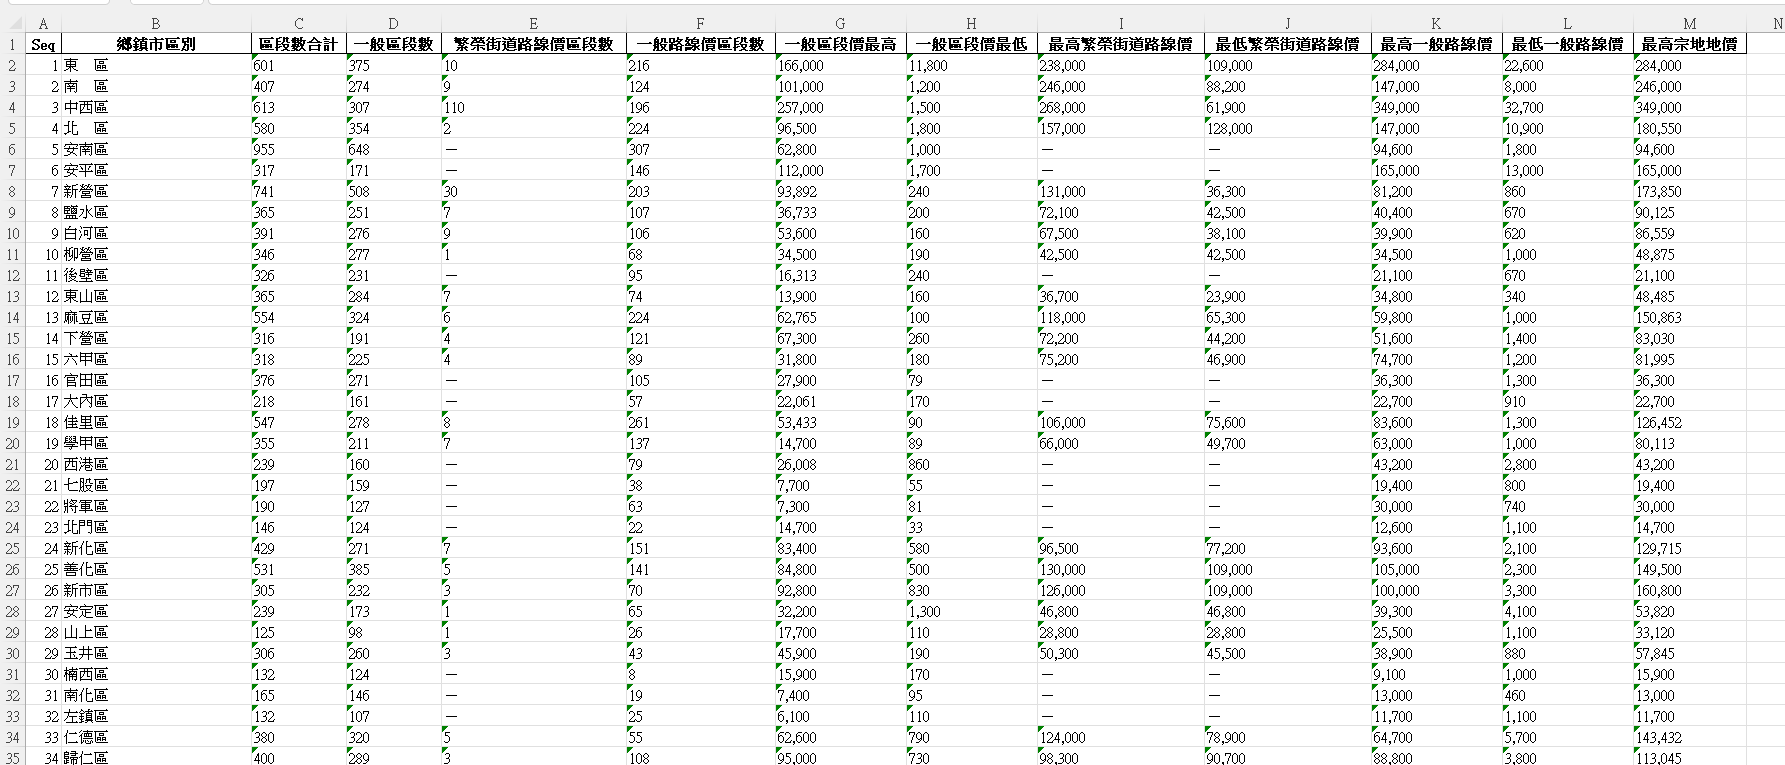 A B C D E F G H I J K L M N
1 Seq 鄉鎮市區別 區段數合計 一般區段數 繁榮街道路線價區段數 一般路線價區段數 一般區段價最高 一般區段價最低 最高繁榮街道路線價 最低繁榮街道路線價 最高一般路線價 最低一般路線價 最高宗地地價
2 1 東　區 601 375 10 216 166,000 11,800 238,000 109,000 284,000 22,600 284,000
3 2 南　區 407 274 9 124 101,000 1,200 246,000 88,200 147,000 8,000 246,000
4 3 中西區 613 307 110 196 257,000 1,500 268,000 61,900 349,000 32,700 349,000
5 4 北　區 580 354 2 224 96,500 1,800 157,000 128,000 147,000 10,900 180,550
6 5 安南區 955 648 － 307 62,800 1,000 － － 94,600 1,800 94,600
7 6 安平區 317 171 － 146 112,000 1,700 － － 165,000 13,000 165,000
8 7 新營區 741 508 30 203 93,892 240 131,000 36,300 81,200 860 173,850
9 8 鹽水區 365 251 7 107 36,733 200 72,100 42,500 40,400 670 90,125
10 9 白河區 391 276 9 106 53,600 160 67,500 38,100 39,900 620 86,559
11 10 柳營區 346 277 1 68 34,500 190 42,500 42,500 34,500 1,000 48,875
12 11 後壁區 326 231 － 95 16,313 240 － － 21,100 670 21,100
13 12 東山區 365 284 7 74 13,900 160 36,700 23,900 34,800 340 48,485
14 13 麻豆區 554 324 6 224 62,765 100 118,000 65,300 59,800 1,000 150,863
15 14 下營區 316 191 4 121 67,300 260 72,200 44,200 51,600 1,400 83,030
16 15 六甲區 318 225 4 89 31,800 180 75,200 46,900 74,700 1,200 81,995
17 16 官田區 376 271 － 105 27,900 79 － － 36,300 1,300 36,300
18 17 大內區 218 161 － 57 22,061 170 － － 22,700 910 22,700
19 18 佳里區 547 278 8 261 53,433 90 106,000 75,600 83,600 1,300 126,452
20 19 學甲區 355 211 7 137 14,700 89 66,000 49,700 63,000 1,000 80,113
21 20 西港區 239 160 － 79 26,008 860 － － 43,200 2,800 43,200
22 21 七股區 197 159 － 38 7,700 55 － － 19,400 800 19,400
23 22 將軍區 190 127 － 63 7,300 81 － － 30,000 740 30,000
24 23 北門區 146 124 － 22 14,700 33 － － 12,600 1,100 14,700
25 24 新化區 429 271 7 151 83,400 580 96,500 77,200 93,600 2,100 129,715
26 25 善化區 531 385 5 141 84,800 500 130,000 109,000 105,000 2,300 149,500
27 26 新市區 305 232 3 70 92,800 830 126,000 109,000 100,000 3,300 160,800
28 27 安定區 239 173 1 65 32,200 1,300 46,800 46,800 39,300 4,100 53,820
29 28 山上區 125 98 1 26 17,700 110 28,800 28,800 25,500 1,100 33,120
30 29 玉井區 306 260 3 43 45,900 190 50,300 45,500 38,900 880 57,845
31 30 楠西區 132 124 － 8 15,900 170 － － 9,100 1,000 15,900
32 31 南化區 165 146 － 19 7,400 95 － － 13,000 460 13,000
33 32 左鎮區 132 107 － 25 6,100 110 － － 11,700 1,100 11,700
34 33 仁德區 380 320 5 55 62,600 790 124,000 78,900 64,700 5,700 143,432
35 34 歸仁區 400 289 3 108 95,000 730 98,300 90,700 88,800 3,800 113,045